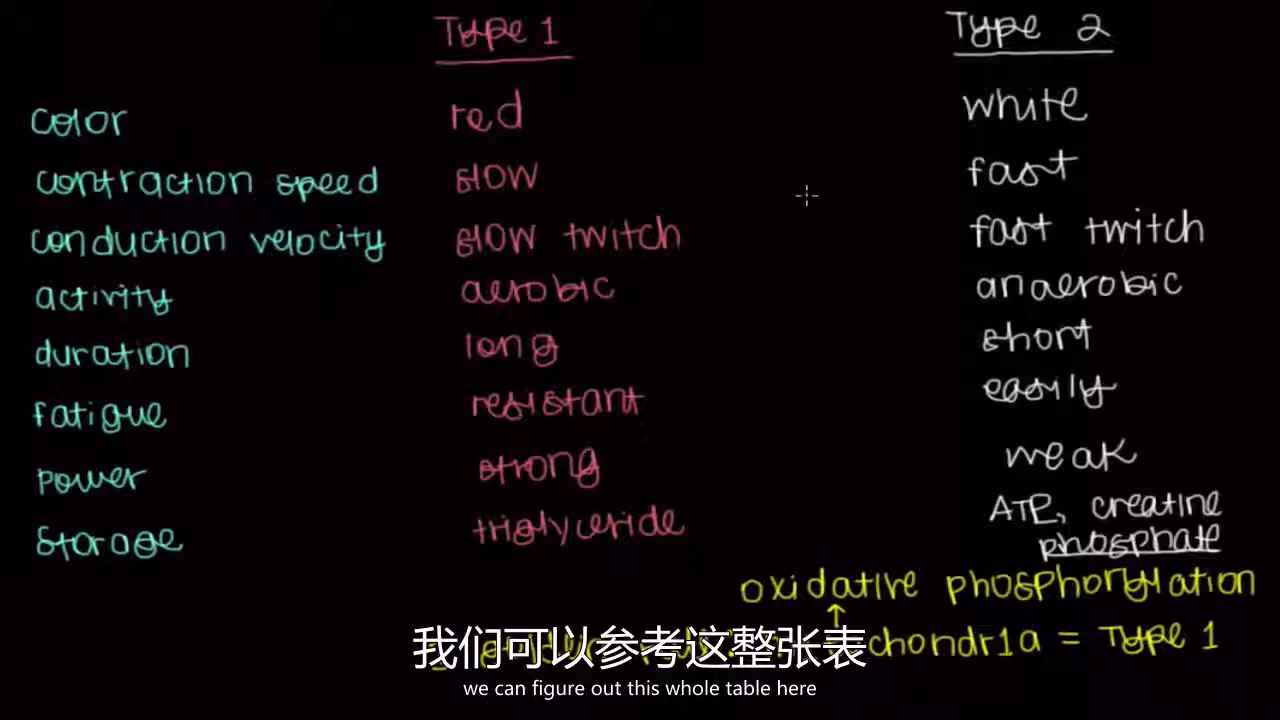 Type 1 Type 2
color red white
contraction speed slow fast
conduction velocity slow twitch fast twitch
activity aerobic anaerobic
duration long short
fatigue resistant easily
power strong weak
storage triglyceride ATP, creatine
phosphate
oxidative phosphorylation
↑
chondria = Type 1
我们可以参考这整张表
we can figure out this whole table here